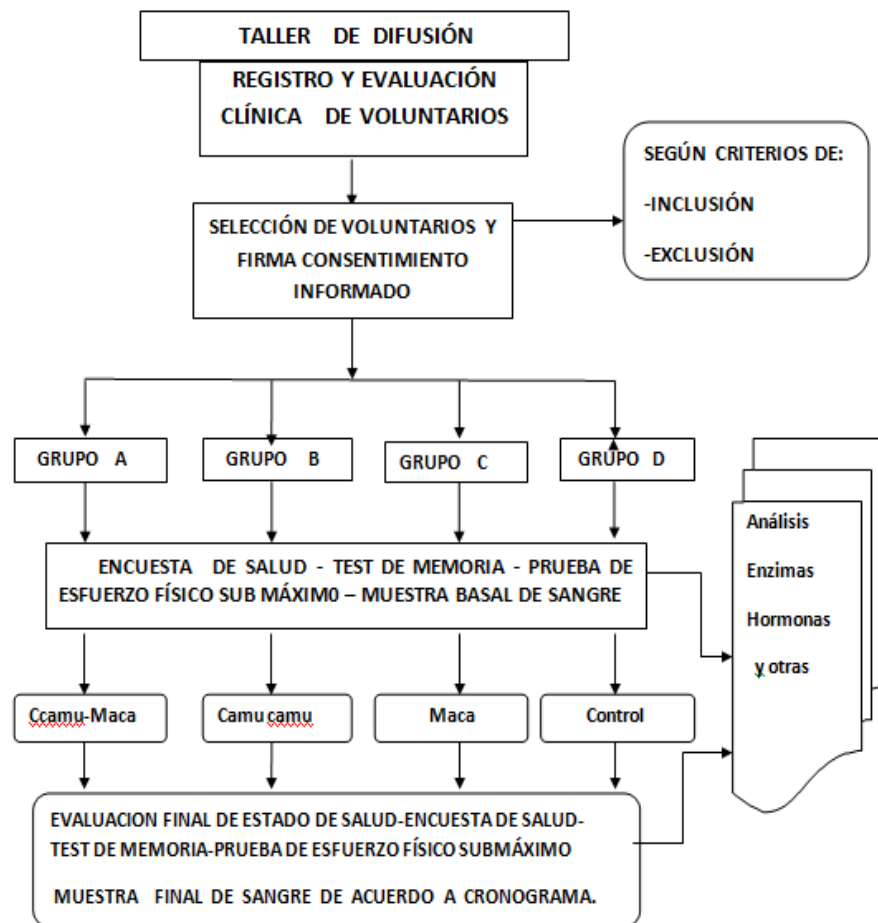 TALLER DE DIFUSIÓN
REGISTRO Y EVALUACIÓN
CLÍNICA DE VOLUNTARIOS
SEGÚN CRITERIOS DE:
-INCLUSIÓN
-EXCLUSIÓN
SELECCIÓN DE VOLUNTARIOS Y
FIRMA CONSENTIMIENTO
INFORMADO
GRUPO A
GRUPO B
GRUPO C
GRUPO D
ENCUESTA DE SALUD - TEST DE MEMORIA - PRUEBA DE
ESFUERZO FÍSICO SUB MÁXIM0 – MUESTRA BASAL DE SANGRE
Análisis
Enzimas
Hormonas
y otras
Ccamu-Maca
Camu camu
Maca
Control
EVALUACION FINAL DE ESTADO DE SALUD-ENCUESTA DE SALUD-
TEST DE MEMORIA-PRUEBA DE ESFUERZO FÍSICO SUBMÁXIMO
MUESTRA FINAL DE SANGRE DE ACUERDO A CRONOGRAMA.